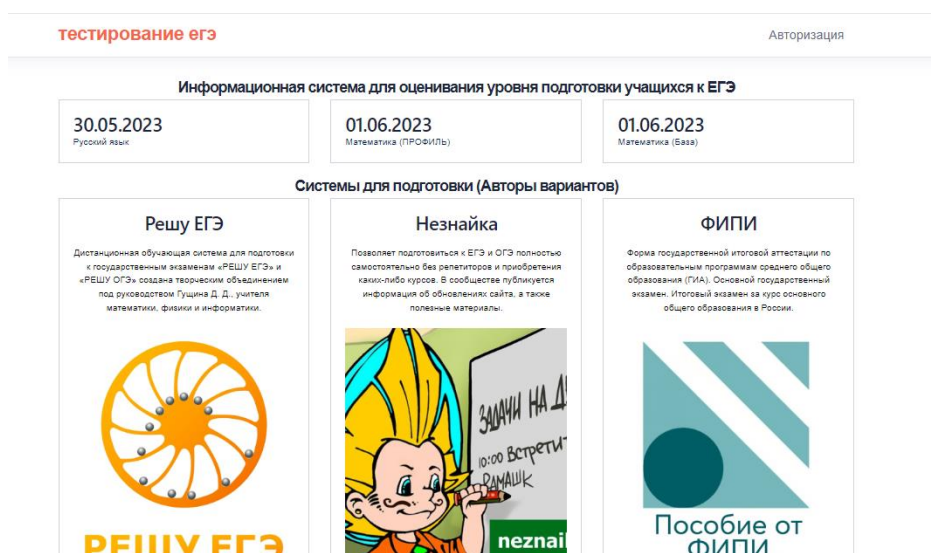 тестирование егэ
Авторизация
Информационная система для оценивания уровня подготовки учащихся к ЕГЭ
30.05.2023
Русский язык
01.06.2023
Математика (ПРОФИЛЬ)
01.06.2023
Математика (База)
Системы для подготовки (Авторы вариантов)
Решу ЕГЭ
Дистанционная обучающая система для подготовки
к государственным экзаменам «РЕШУ ЕГЭ» и
«РЕШУ ОГЭ» создана творческим объединением
под руководством Гущина Д. Д., учителя
математики, физики и информатики.
РЕШУ ЕГЭ
Незнайка
Позволяет подготовиться к ЕГЭ и ОГЭ полностью
самостоятельно без репетиторов и приобретения
каких-либо курсов. В сообществе публикуется
информация об обновлениях сайта, а также
полезные материалы.
ЗАДАЧИ НА
10:00 Встрети
РАМАШК
neznai
ФИПИ
Форма государственной итоговой аттестации по
образовательным программам среднего общего
образования (ГИА). Основной государственный
экзамен. Итоговый экзамен за курс основного
общего образования в России.
Пособие от
ФИПИ